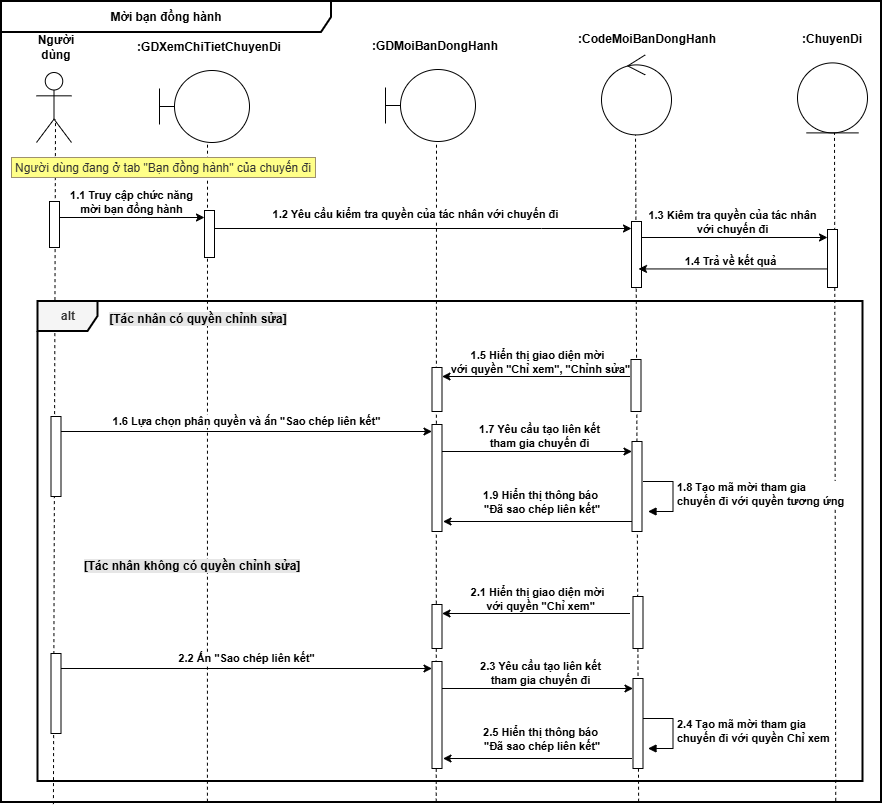 Mời bạn đồng hành
Người
dùng
:GDXemChiTietChuyenDi
:GDMoiBanDongHanh
:CodeMoiBanDongHanh
:ChuyenDi
Người dùng đang ở tab "Bạn đồng hành" của chuyến đi
1.1 Truy cập chức năng
mời bạn đồng hành
1.2 Yêu cầu kiểm tra quyền của tác nhân với chuyến đi
1.3 Kiêm tra quyền của tác nhân
với chuyến đi
1.4 Trả về kết quả
alt
[Tác nhân có quyền chỉnh sửa]
1.5 Hiển thị giao diện mời
với quyền "Chỉ xem", "Chỉnh sửa"
1.6 Lựa chọn phân quyền và ấn "Sao chép liên kết"
1.7 Yêu cầu tạo liên kết
tham gia chuyến đi
1.8 Tạo mã mời tham gia
chuyến đi với quyền tương ứng
1.9 Hiển thị thông báo
"Đã sao chép liên kết"
[Tác nhân không có quyền chỉnh sửa]
2.1 Hiển thị giao diện mời
với quyền "Chỉ xem"
2.2 Ấn "Sao chép liên kết"
2.3 Yêu cầu tạo liên kết
tham gia chuyến đi
2.4 Tạo mã mời tham gia
chuyến đi với quyền Chỉ xem
2.5 Hiển thị thông báo
"Đã sao chép liên kết"